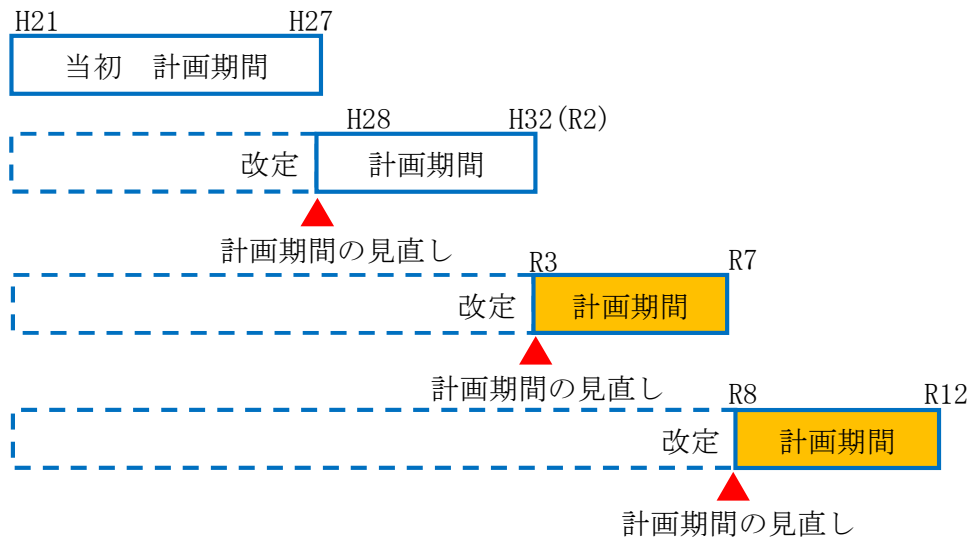 H21 H27
当初　計画期間
H28 H32(R2)
改定 計画期間
計画期間の見直し
R3 R7
改定 計画期間
計画期間の見直し
R8 R12
改定 計画期間
計画期間の見直し